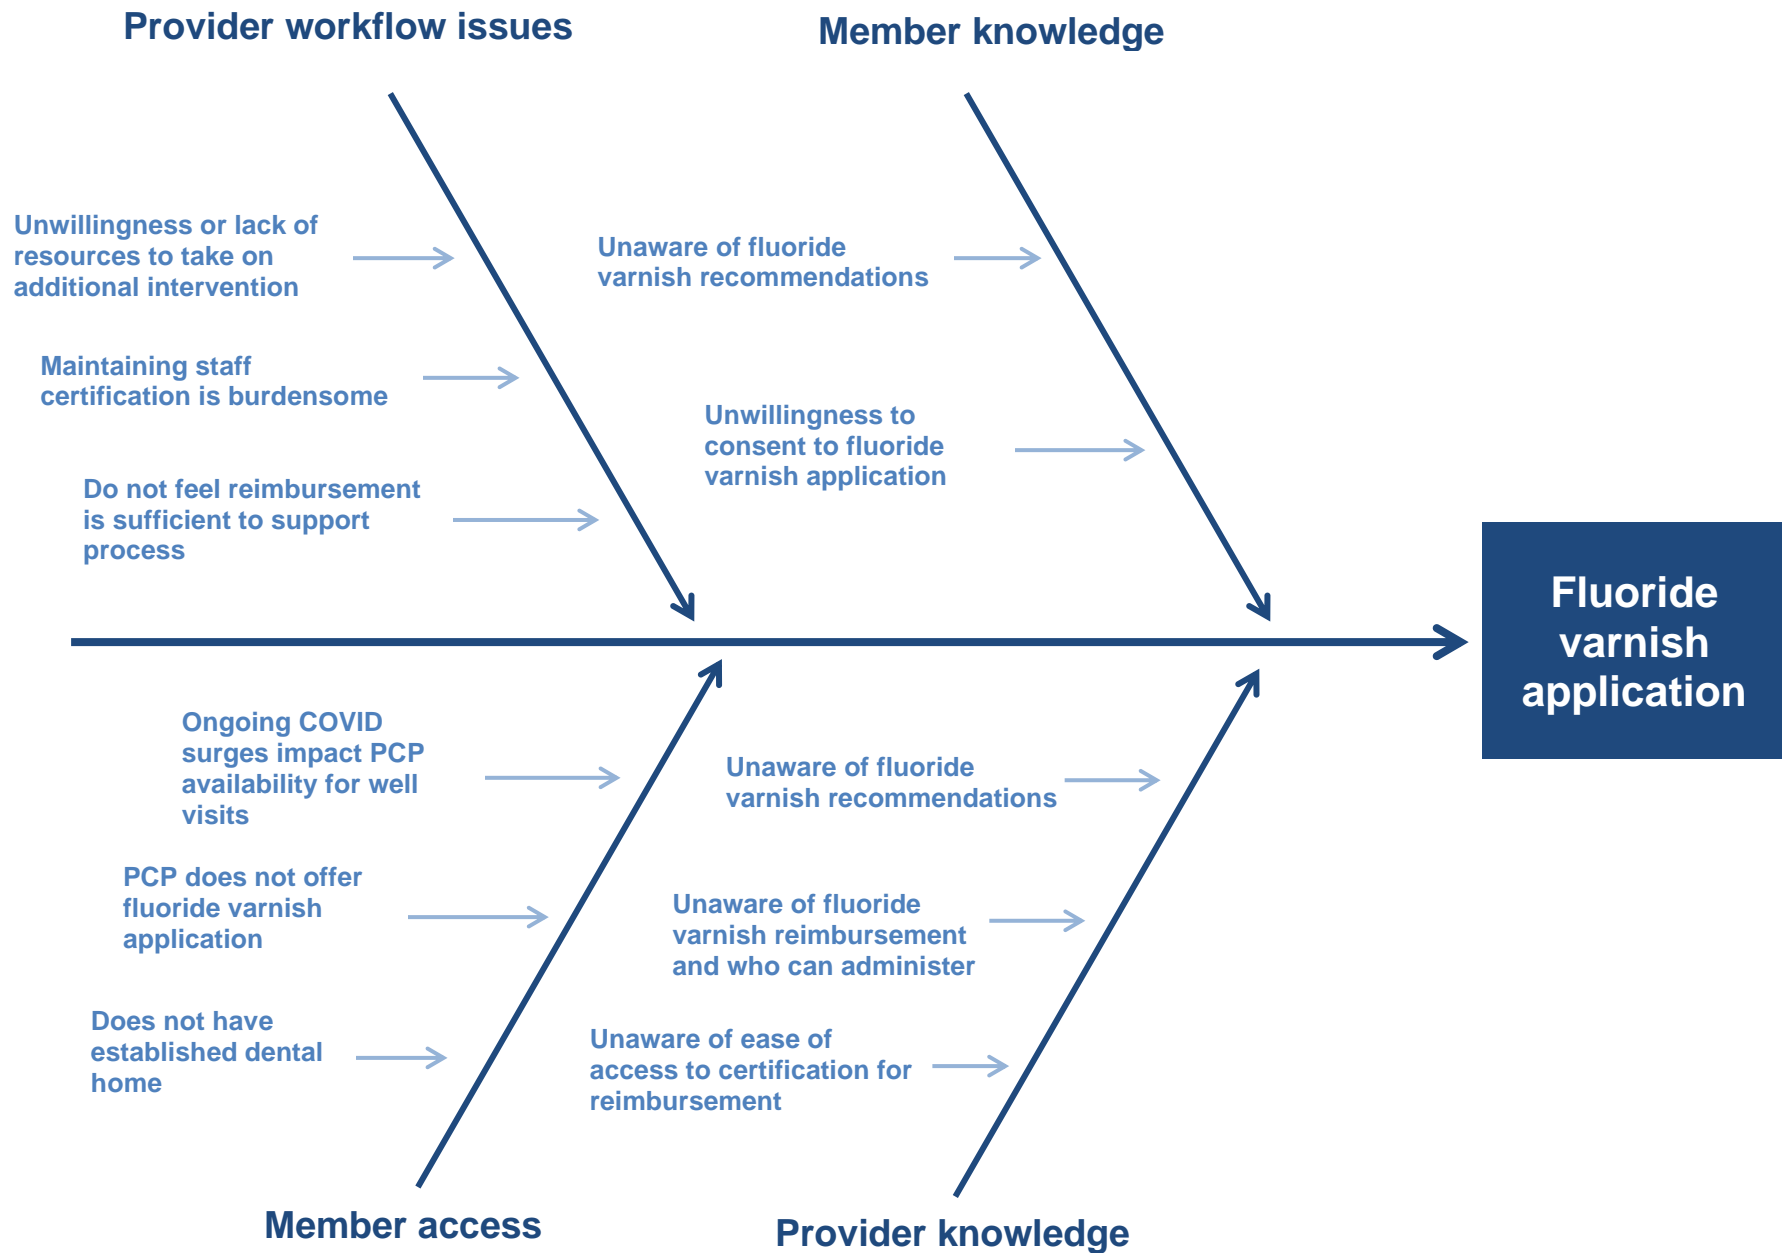 Provider workflow issues
Member knowledge
Unwillingness or lack of
resources to take on
additional intervention
Maintaining staff
certification is burdensome
Do not feel reimbursement
is sufficient to support
process
Unaware of fluoride
varnish recommendations
Unwillingness to
consent to fluoride
varnish application
Fluoride
varnish
application
Ongoing COVID
surges impact PCP
availability for well
visits
PCP does not offer
fluoride varnish
application
Does not have
established dental
home
Unaware of fluoride
varnish recommendations
Unaware of fluoride
varnish reimbursement
and who can administer
Unaware of ease of
access to certification for
reimbursement
Member access
Provider knowledge